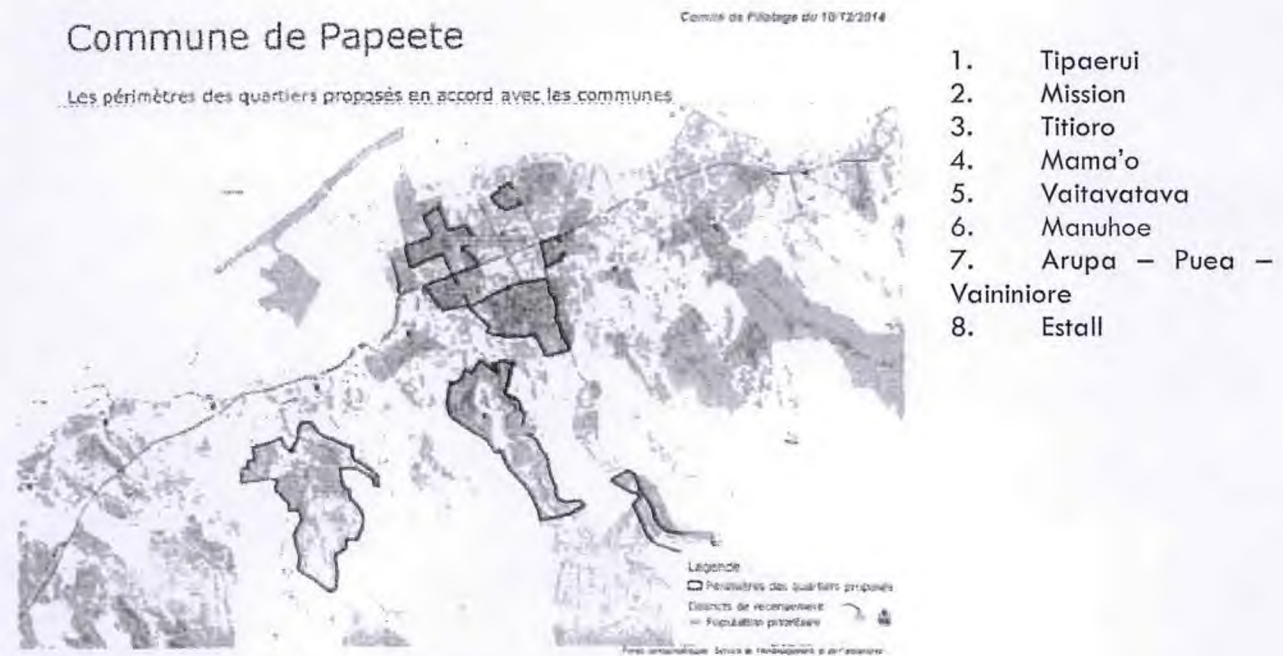 Comité de Pilotage du 10/12/2014
Commune de Papeete
Les périmètres des quartiers proposés en accord avec les communes
1. Tipaerui
2. Mission
3. Titioro
4. Mama'o
5. Vaitavatava
6. Manuhoe
7. Arupa – Puea –
Vaininiore
8. Estall
Légende
Périmètres des quartiers proposés
Districts de recensement
Population prioritaire